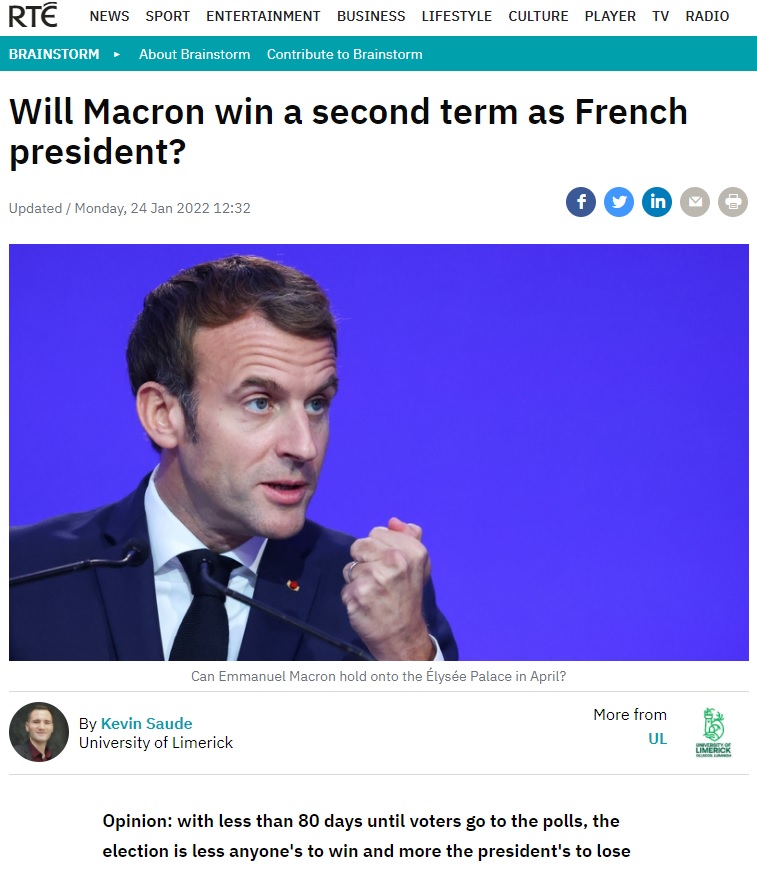 RTÉ NEWS SPORT ENTERTAINMENT BUSINESS LIFESTYLE CULTURE PLAYER TV RADIO
BRAINSTORM ▸ About Brainstorm Contribute to Brainstorm
Will Macron win a second term as French
president?
Updated / Monday, 24 Jan 2022 12:32
Can Emmanuel Macron hold onto the Élysée Palace in April?
By Kevin Saude
University of Limerick
More from
UL
UNIVERSITY OF
LIMERICK
Opinion: with less than 80 days until voters go to the polls, the
election is less anyone's to win and more the president's to lose